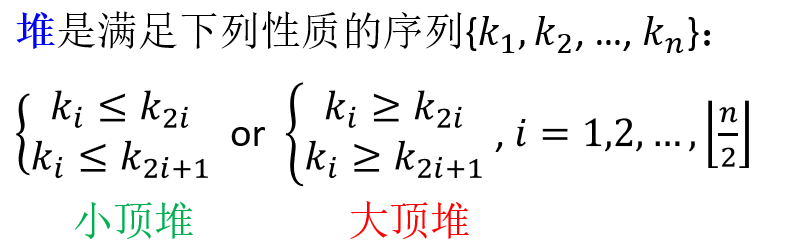 堆是满足下列性质的序列{k₁, k₂, …, kₙ}：
{kᵢ ≤ k₂ᵢ or {kᵢ ≥ k₂ᵢ
kᵢ ≤ k₂ᵢ₊₁ kᵢ ≥ k₂ᵢ₊₁ , i = 1,2, … , ⌊n/2⌋
小顶堆 大顶堆